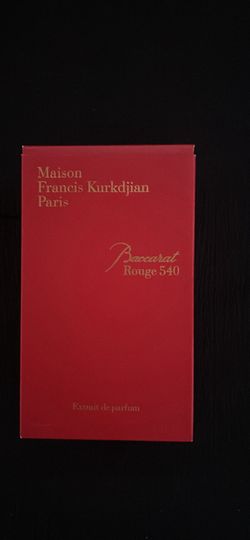 Maison
Francis Kurkdjian
Paris
Baccarat
Rouge 540
Extrait de parfum